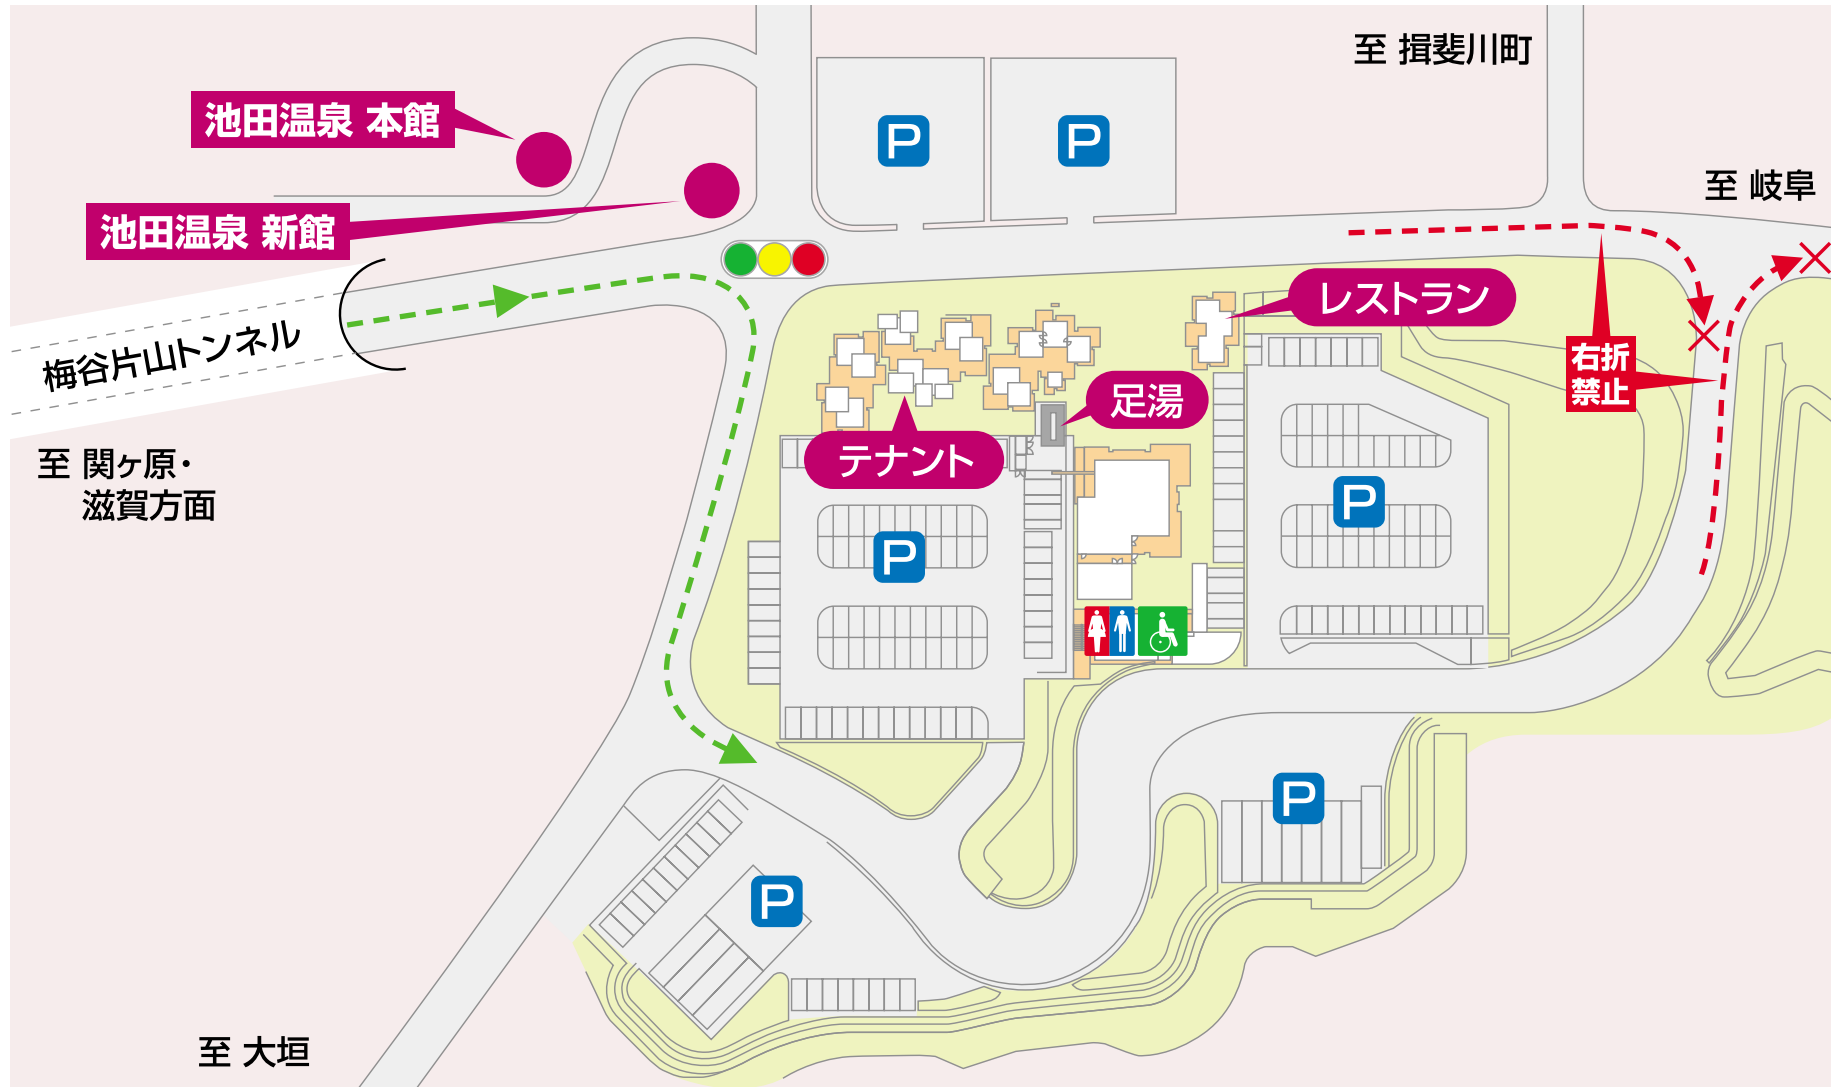 至 揖斐川町
池田温泉 本館
至 岐阜
池田温泉 新館
P
P
レストラン
梅谷片山トンネル
右折
禁止
足湯
テナント
至 関ヶ原・
滋賀方面
P
P
P
P
至 大垣